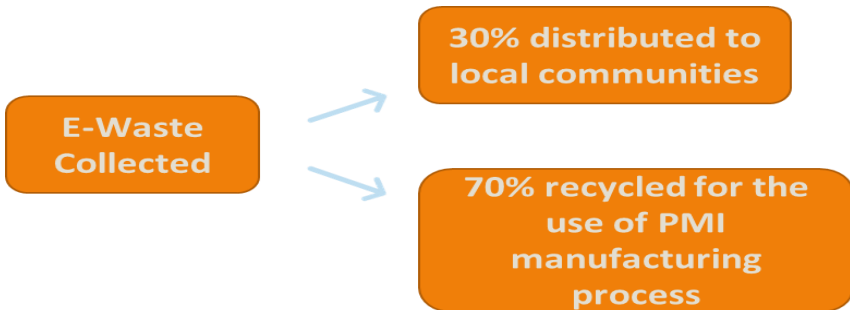 30% distributed to
local communities
E-Waste
Collected
70% recycled for the
use of PMI
manufacturing
process